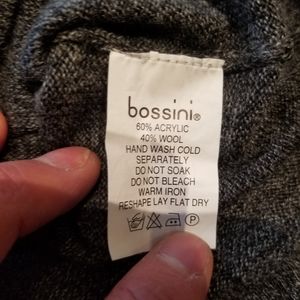 bossini®
60% ACRYLIC
40% WOOL
HAND WASH COLD
SEPARATELY
DO NOT SOAK
DO NOT BLEACH
WARM IRON
RESHAPE LAY FLAT DRY
P